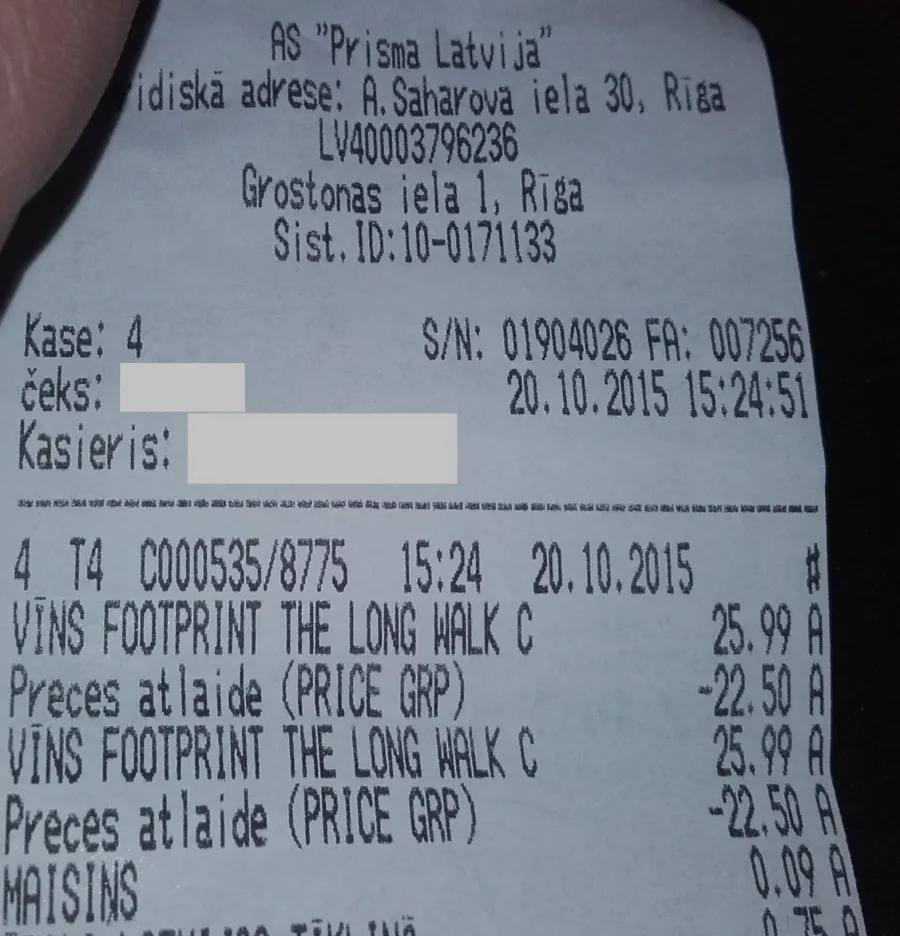 AS "Prisma Latvija"
idiskā adrese: A.Saharova iela 30, Rīga
LV40003796236
Grostonas iela 1, Rīga
Sist.ID:10-0171133
Kase: 4 S/N: 01904026 FA: 007256
čeks: 20.10.2015 15:24:51
Kasieris:
4 T4 C000535/8775 15:24 20.10.2015 #
VĪNS FOOTPRINT THE LONG WALK C 25.99 A
Preces atlaide (PRICE GRP) -22.50 A
VĪNS FOOTPRINT THE LONG WALK C 25.99 A
Preces atlaide (PRICE GRP) -22.50 A
MAISIŅS 0.09 A
0.75 A